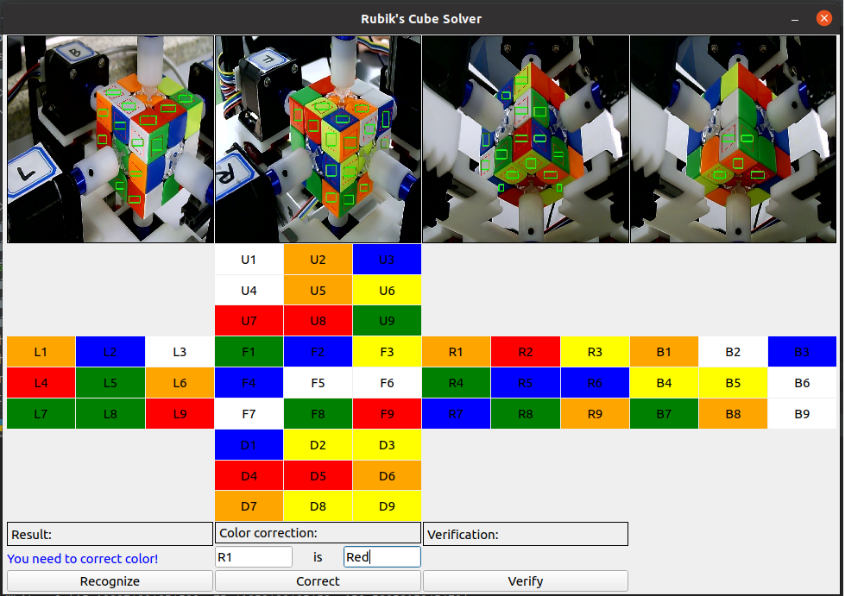 Rubik's Cube Solver
B
F
L
R
U1 U2 U3
U4 U5 U6
U7 U8 U9
L1 L2 L3 F1 F2 F3 R1 R2 R3 B1 B2 B3
L4 L5 L6 F4 F5 F6 R4 R5 R6 B4 B5 B6
L7 L8 L9 F7 F8 F9 R7 R8 R9 B7 B8 B9
D1 D2 D3
D4 D5 D6
D7 D8 D9
Result: Color correction: Verification:
You need to correct color! R1 is Red
Recognize Correct Verify